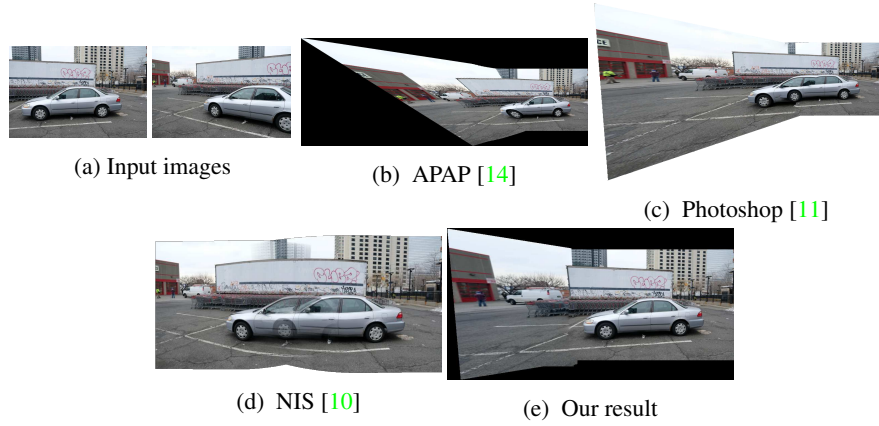 (a) Input images
(b) APAP [14]
(c) Photoshop [11]
(d) NIS [10]
(e) Our result